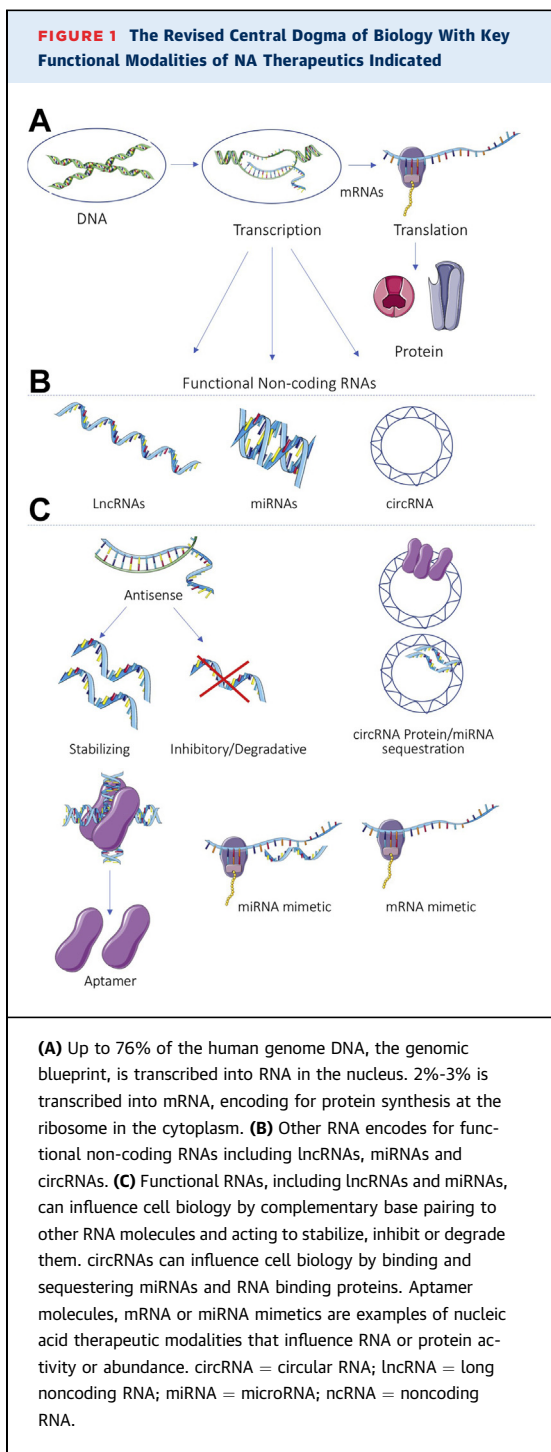 FIGURE 1 The Revised Central Dogma of Biology With Key
Functional Modalities of NA Therapeutics Indicated
A
DNA
Transcription
mRNAs
Translation
Protein
B
Functional Non-coding RNAs
LncRNAs
miRNAs
circRNA
C
Antisense
Stabilizing
Inhibitory/Degradative
circRNA Protein/miRNA
sequestration
miRNA mimetic
mRNA mimetic
Aptamer
(A) Up to 76% of the human genome DNA, the genomic
blueprint, is transcribed into RNA in the nucleus. 2%-3% is
transcribed into mRNA, encoding for protein synthesis at the
ribosome in the cytoplasm. (B) Other RNA encodes for func-
tional non-coding RNAs including lncRNAs, miRNAs and
circRNAs. (C) Functional RNAs, including lncRNAs and miRNAs,
can influence cell biology by complementary base pairing to
other RNA molecules and acting to stabilize, inhibit or degrade
them. circRNAs can influence cell biology by binding and
sequestering miRNAs and RNA binding proteins. Aptamer
molecules, mRNA or miRNA mimetics are examples of nucleic
acid therapeutic modalities that influence RNA or protein ac-
tivity or abundance. circRNA = circular RNA; lncRNA = long
noncoding RNA; miRNA = microRNA; ncRNA = noncoding
RNA.